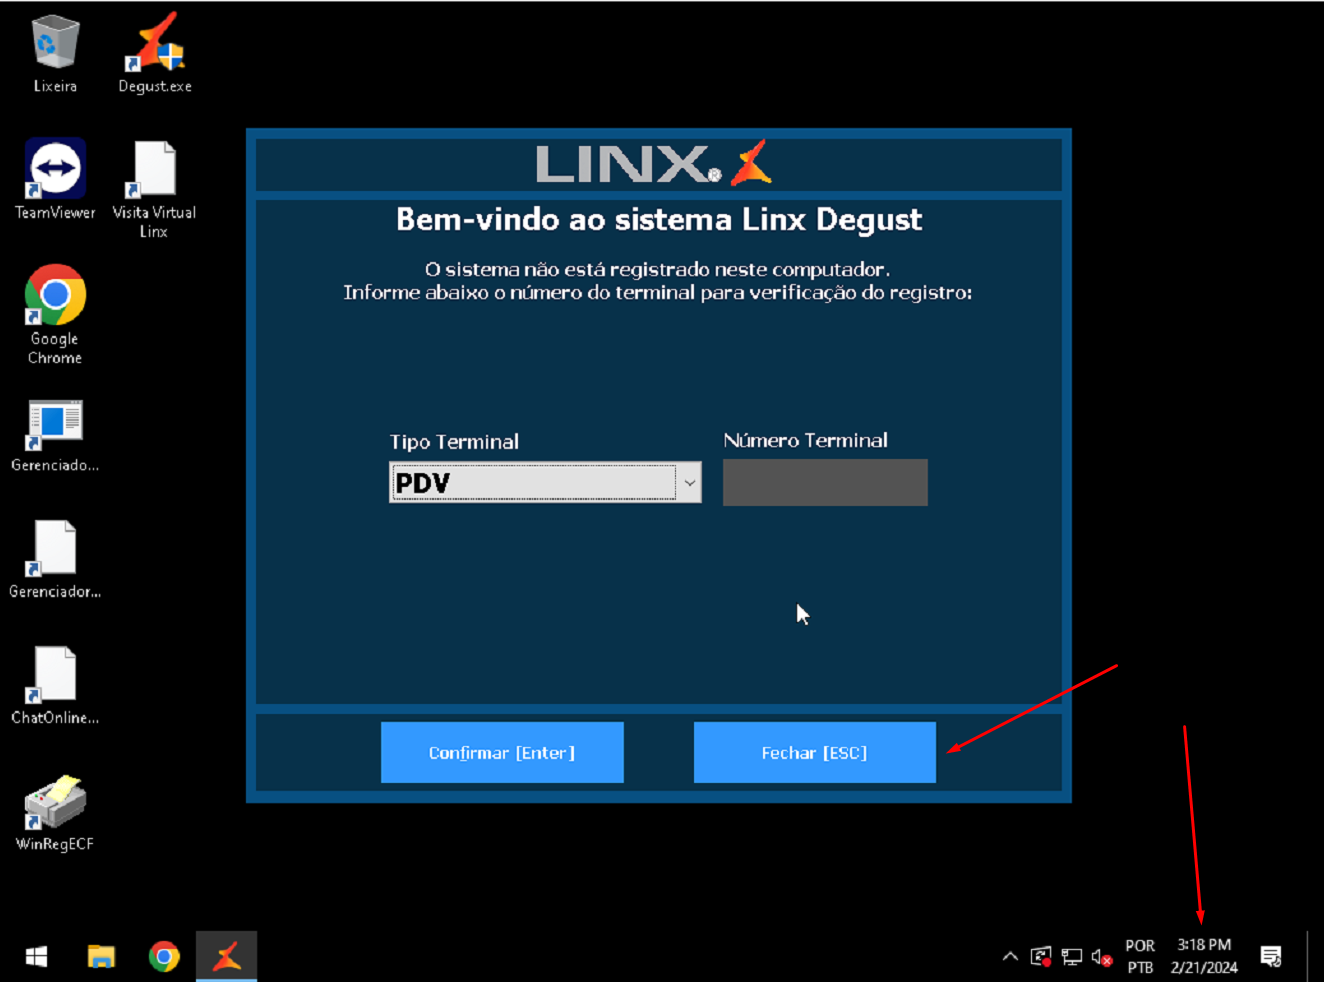 Lixeira
Degust.exe
TeamViewer
Visita Virtual
Linx
Google
Chrome
Gerenciado...
Gerenciador...
ChatOnline...
WinRegECF
LINX®
Bem-vindo ao sistema Linx Degust
O sistema não está registrado neste computador.
Informe abaixo o número do terminal para verificação do registro:
Tipo Terminal
Número Terminal
PDV
Confirmar [Enter]
Fechar [ESC]
POR
PTB
3:18 PM
2/21/2024